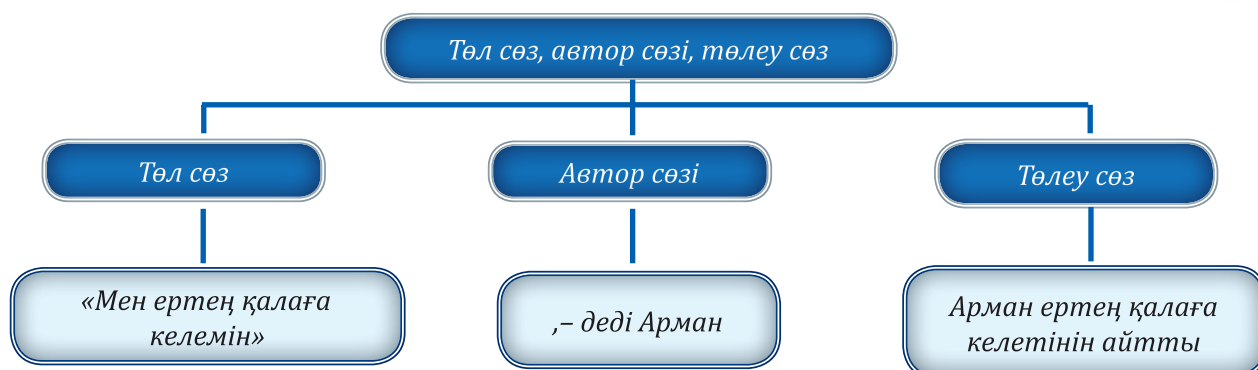 Төл сөз, автор сөзі, төлеу сөз
Төл сөз
Автор сөзі
Төлеу сөз
«Мен ертең қалаға
келемін»
,– деді Арман
Арман ертең қалаға
келетінін айтты